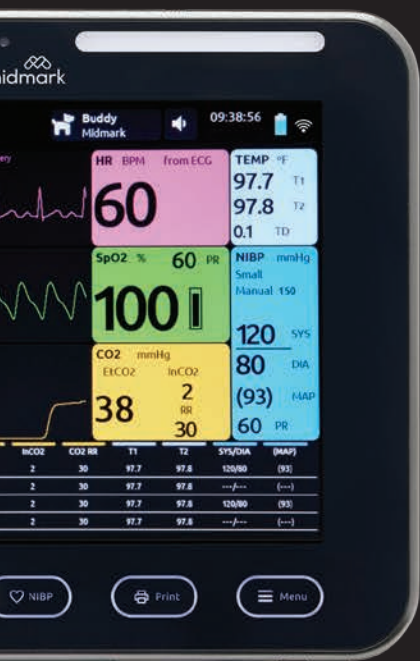 midmark
Buddy
Midmark
09:38:56
HR BPM from ECG
60
TEMP °F
97.7 T1
97.8 T2
0.1 TD
SpO2 % 60 PR
100
NIBP mmHg
Small
Manual 150
120 SYS
80 DIA
(93) MAP
60 PR
CO2 mmHg
EtCO2 InCO2
38 2
RR
30
InCO2 CO2 RR T1 T2 SYS/DIA (MAP)
2 30 97.7 97.8 120/80 (93)
2 30 97.7 97.8 ---/--- (---)
2 30 97.7 97.8 120/80 (93)
2 30 97.7 97.8 ---/--- (---)
NIBP
Print
Menu